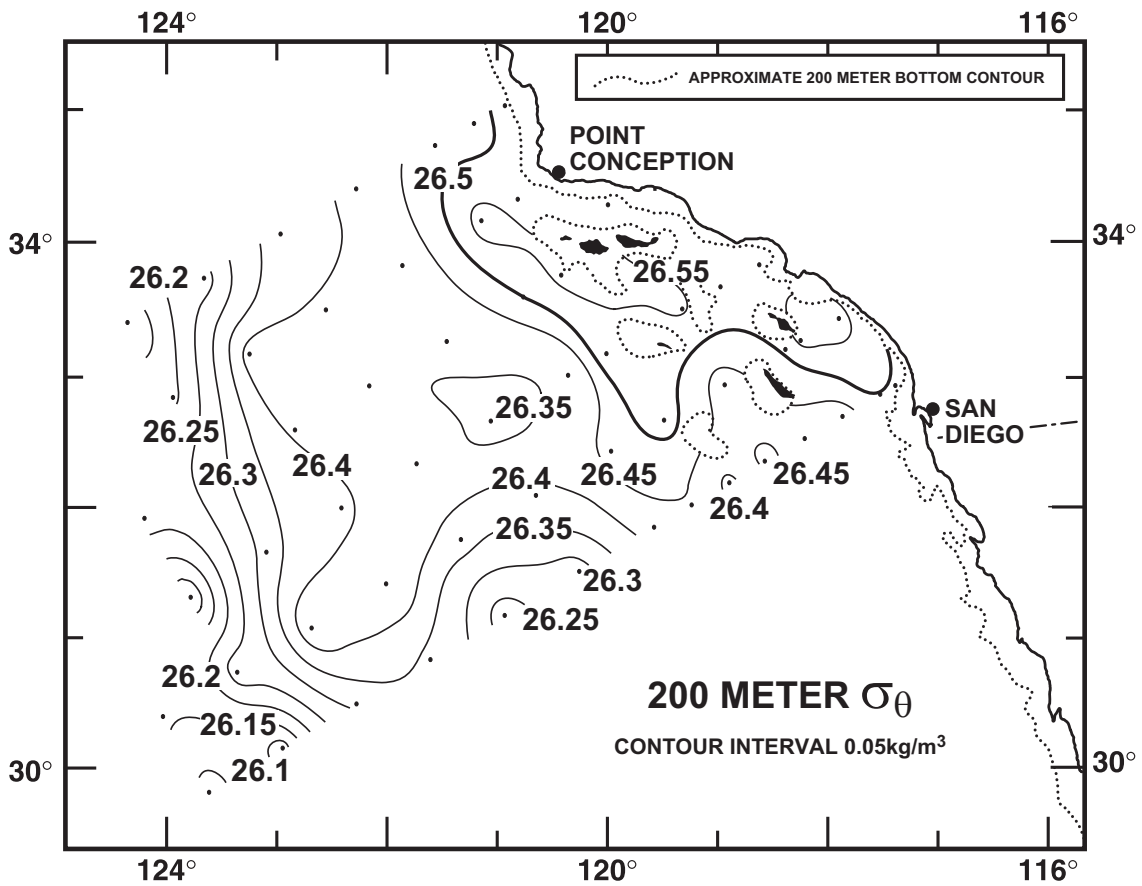 124° 120° 116°
APPROXIMATE 200 METER BOTTOM CONTOUR
POINT
CONCEPTION
26.5
34° 34°
26.55
26.2
26.35
SAN
DIEGO
26.25
26.3 26.4 26.4 26.45 26.45
26.4
26.35
26.3
26.25
26.2
200 METER σθ
26.15
CONTOUR INTERVAL 0.05kg/m³
26.1
30° 30°
124° 120° 116°